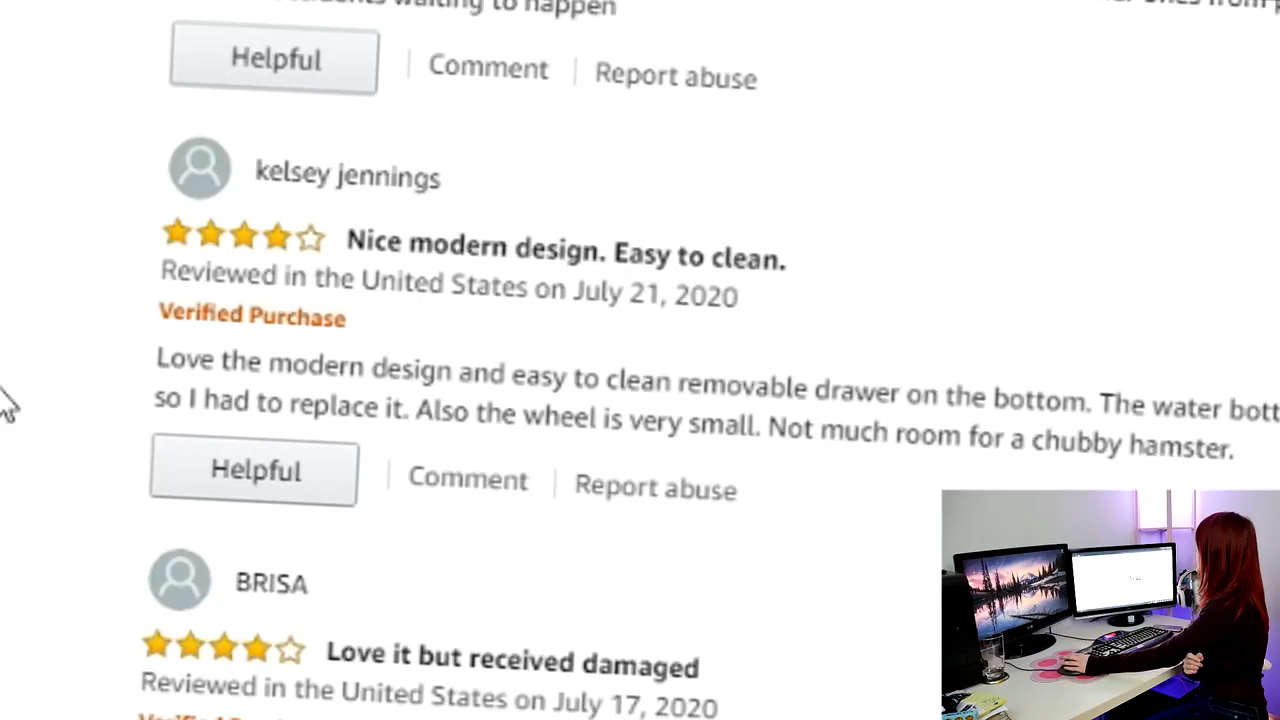 waiting to happen
Helpful
Comment
Report abuse
kelsey jennings
Nice modern design. Easy to clean.
Reviewed in the United States on July 21, 2020
Verified Purchase
Love the modern design and easy to clean removable drawer on the bottom. The water
so I had to replace it. Also the wheel is very small. Not much room for a chubby hamster.
Helpful
Comment
Report abuse
BRISA
Love it but received damaged
Reviewed in the United States on July 17, 2020